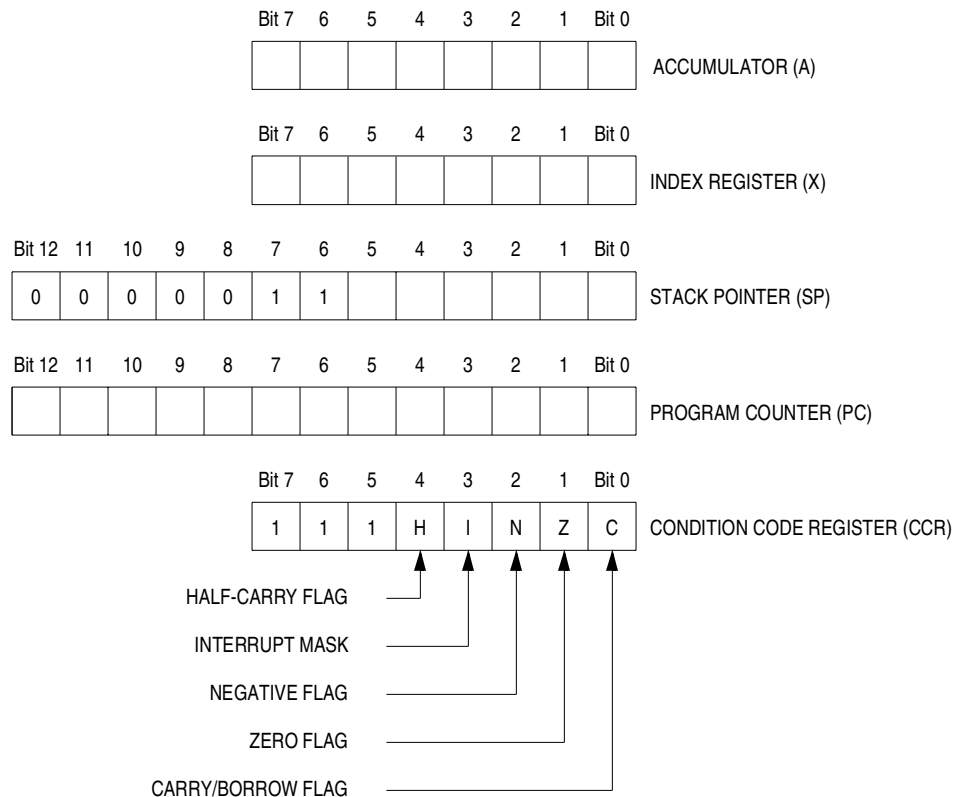 Bit 7 6 5 4 3 2 1 Bit 0
ACCUMULATOR (A)
Bit 7 6 5 4 3 2 1 Bit 0
INDEX REGISTER (X)
Bit 12 11 10 9 8 7 6 5 4 3 2 1 Bit 0
0 0 0 0 0 1 1 STACK POINTER (SP)
Bit 12 11 10 9 8 7 6 5 4 3 2 1 Bit 0
PROGRAM COUNTER (PC)
Bit 7 6 5 4 3 2 1 Bit 0
1 1 1 H I N Z C CONDITION CODE REGISTER (CCR)
HALF-CARRY FLAG
INTERRUPT MASK
NEGATIVE FLAG
ZERO FLAG
CARRY/BORROW FLAG